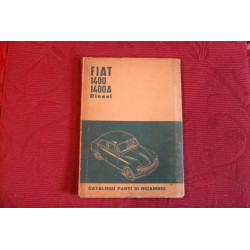 FIAT
1400
1400A
Diesel
CATALOGO PARTI DI RICAMBIO